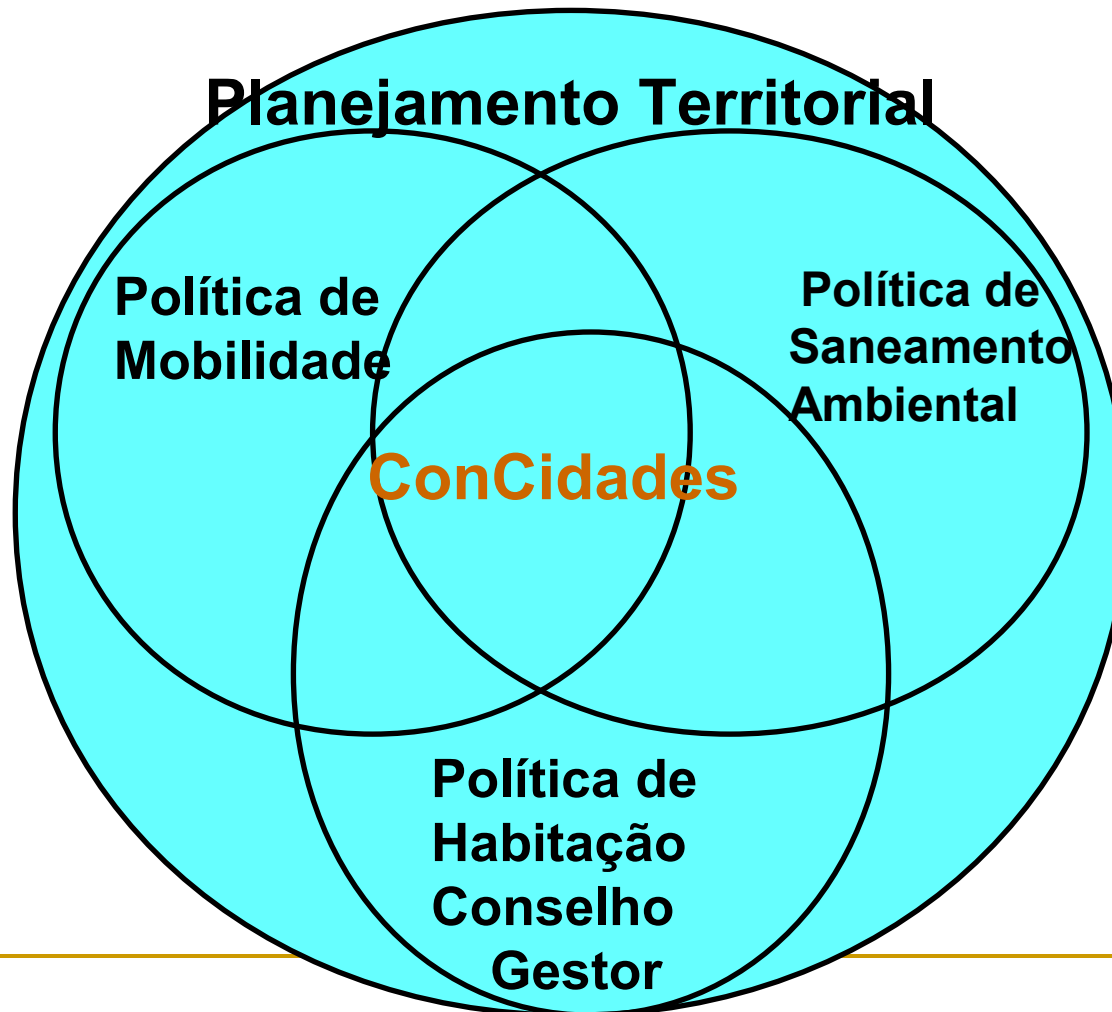 Planejamento Territorial
Política de
Mobilidade
Política de
Saneamento
Ambiental
ConCidades
Política de
Habitação
Conselho
Gestor